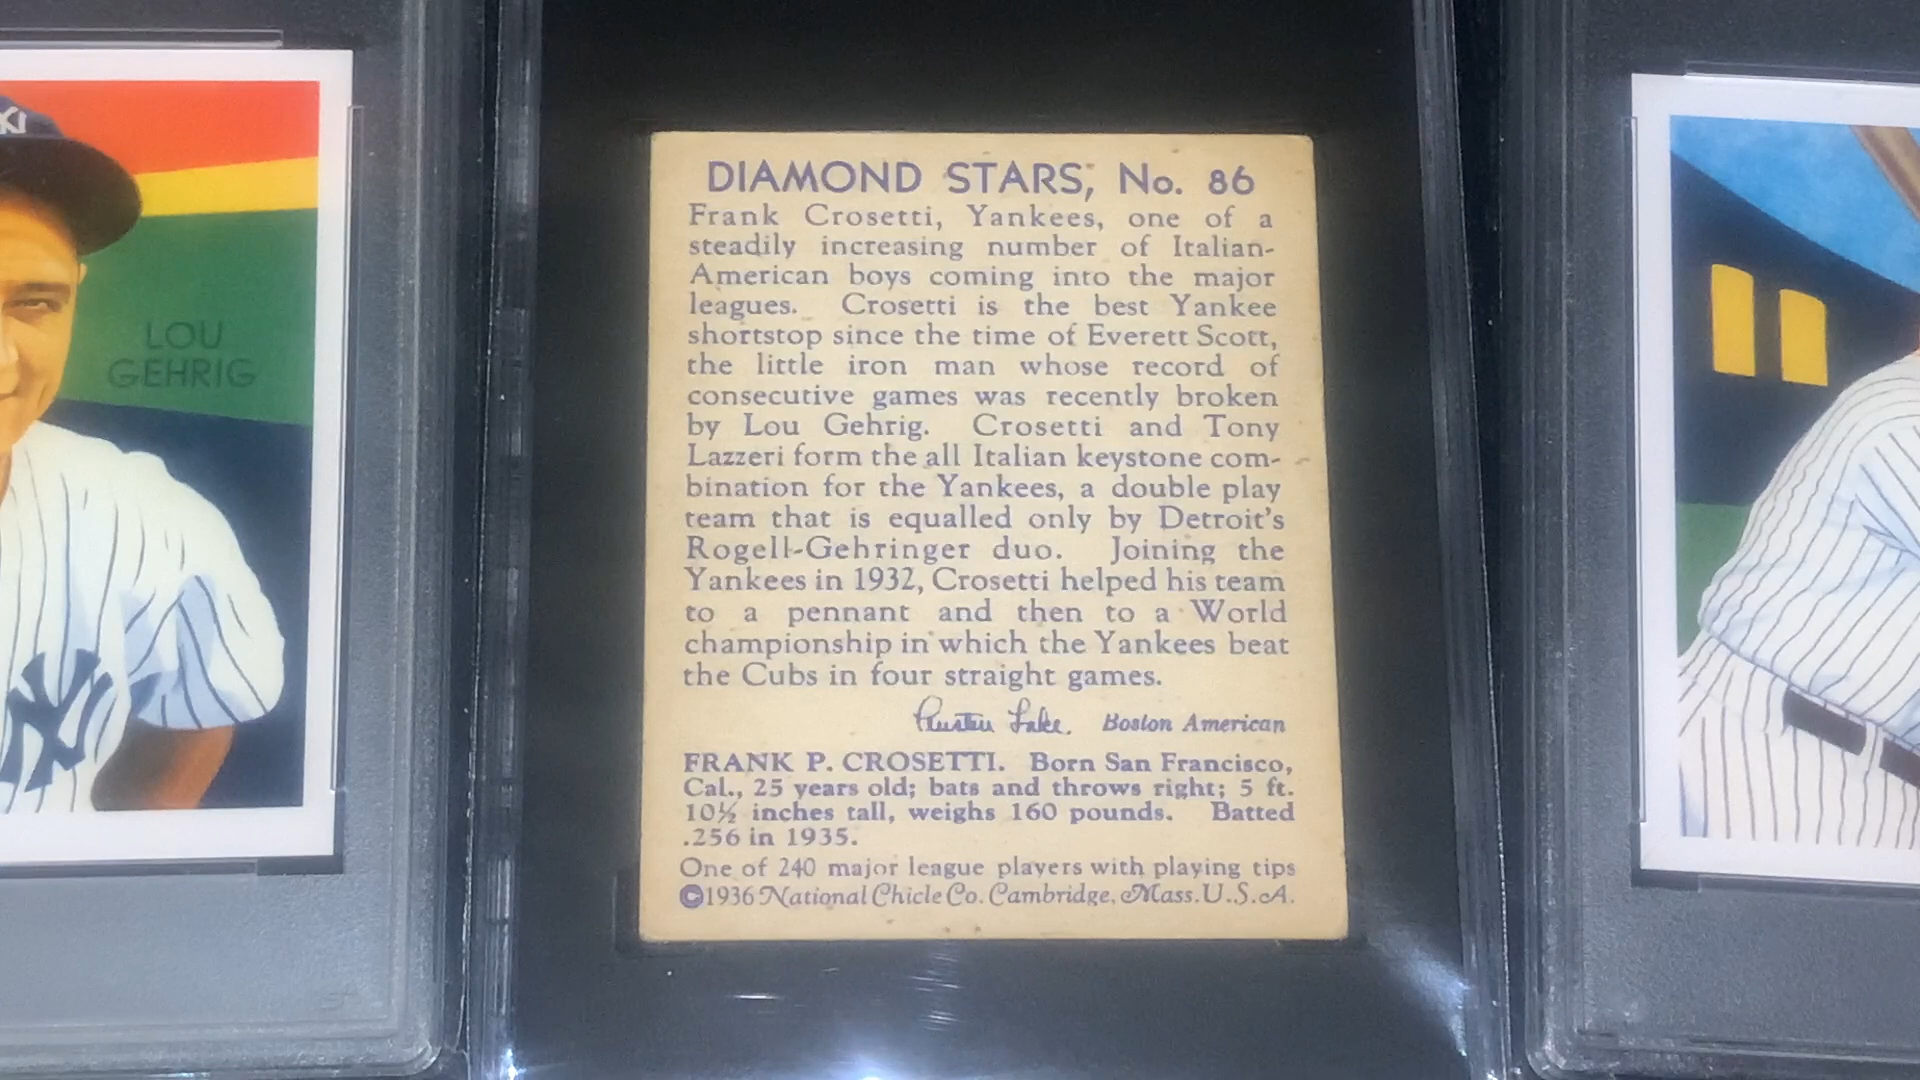 LOU
GEHRIG
DIAMOND STARS, No. 86
Frank Crosetti, Yankees, one of a
steadily increasing number of Italian-
American boys coming into the major
leagues. Crosetti is the best Yankee
shortstop since the time of Everett Scott,
the little iron man whose record of
consecutive games was recently broken
by Lou Gehrig. Crosetti and Tony
Lazzeri form the all Italian keystone com-
bination for the Yankees, a double play
team that is equalled only by Detroit's
Rogell-Gehringer duo. Joining the
Yankees in 1932, Crosetti helped his team
to a pennant and then to a World
championship in which the Yankees beat
the Cubs in four straight games.
Austen Lake. Boston American
FRANK P. CROSETTI. Born San Francisco,
Cal., 25 years old; bats and throws right; 5 ft.
10½ inches tall, weighs 160 pounds. Batted
.256 in 1935.
One of 240 major league players with playing tips
©1936 National Chicle Co. Cambridge, Mass. U.S.A.
NY